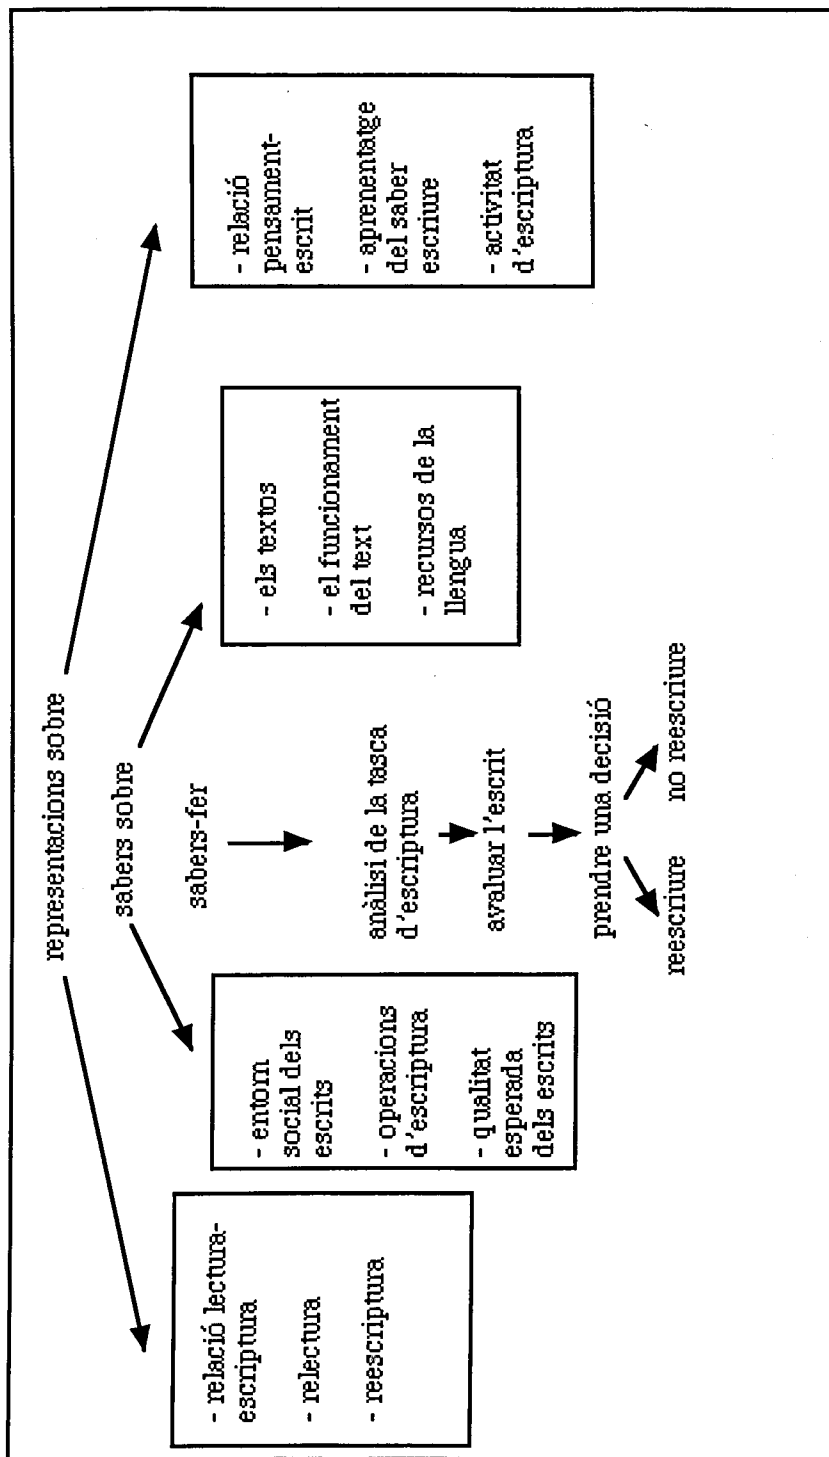 representacions sobre
sabers sobre
sabers-fer
- relació lectura-
escriptura
- relectura
- reescriptura
- entorn
social dels
escrits
- operacions
d'escriptura
- qualitat
esperada
dels escrits
anàlisi de la tasca
d'escriptura
avaluar l'escrit
prendre una decisió
reescriure
no reescriure
- els textos
- el funcionament
del text
- recursos de la
llengua
- relació
pensament-
escrit
- aprenentatge
del saber
escriure
- activitat
d'escriptura